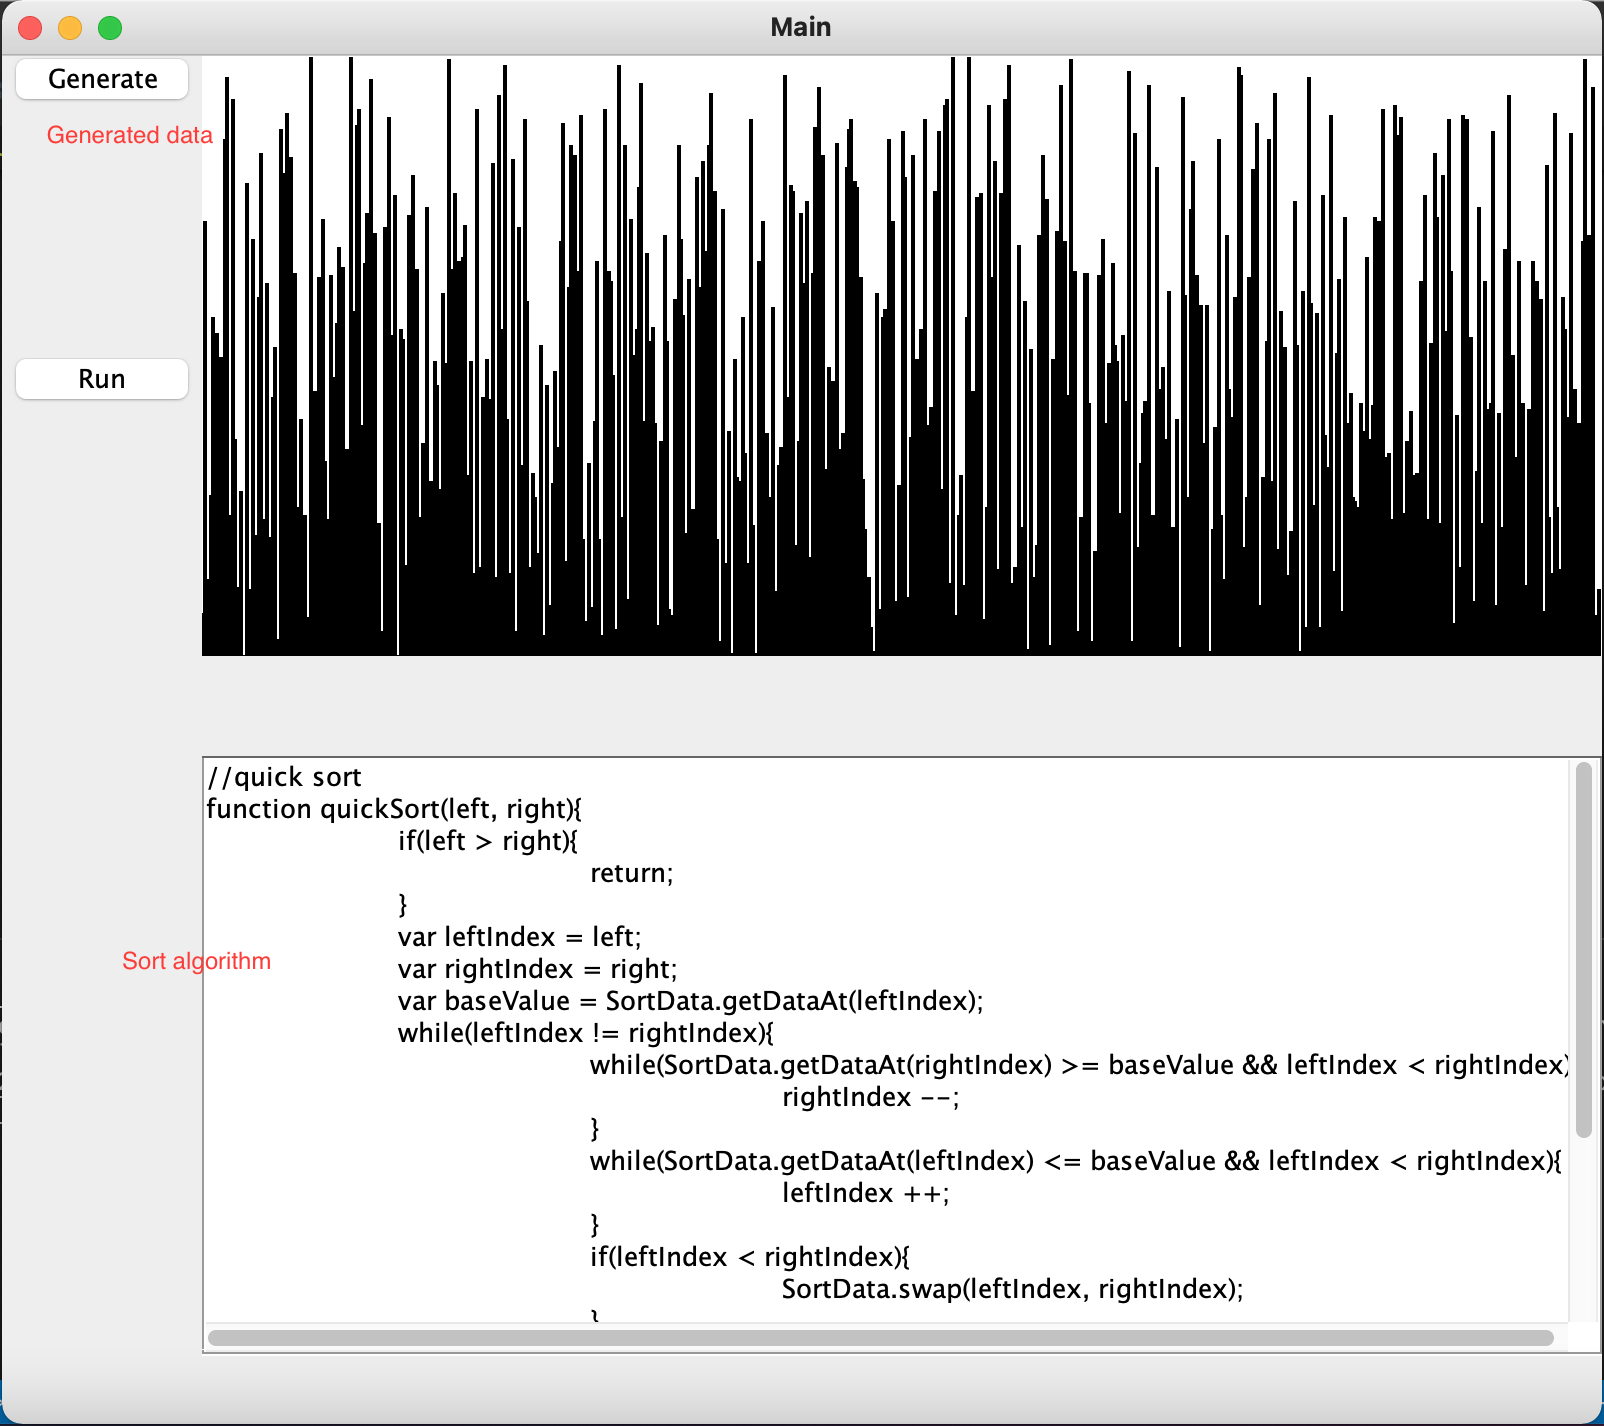 Main
Generate
Generated data
Run
Sort algorithm
//quick sort
function quickSort(left, right){
if(left > right){
return;
}
var leftIndex = left;
var rightIndex = right;
var baseValue = SortData.getDataAt(leftIndex);
while(leftIndex != rightIndex){
while(SortData.getDataAt(rightIndex) >= baseValue && leftIndex < rightIndex)
rightIndex --;
}
while(SortData.getDataAt(leftIndex) <= baseValue && leftIndex < rightIndex){
leftIndex ++;
}
if(leftIndex < rightIndex){
SortData.swap(leftIndex, rightIndex);
}